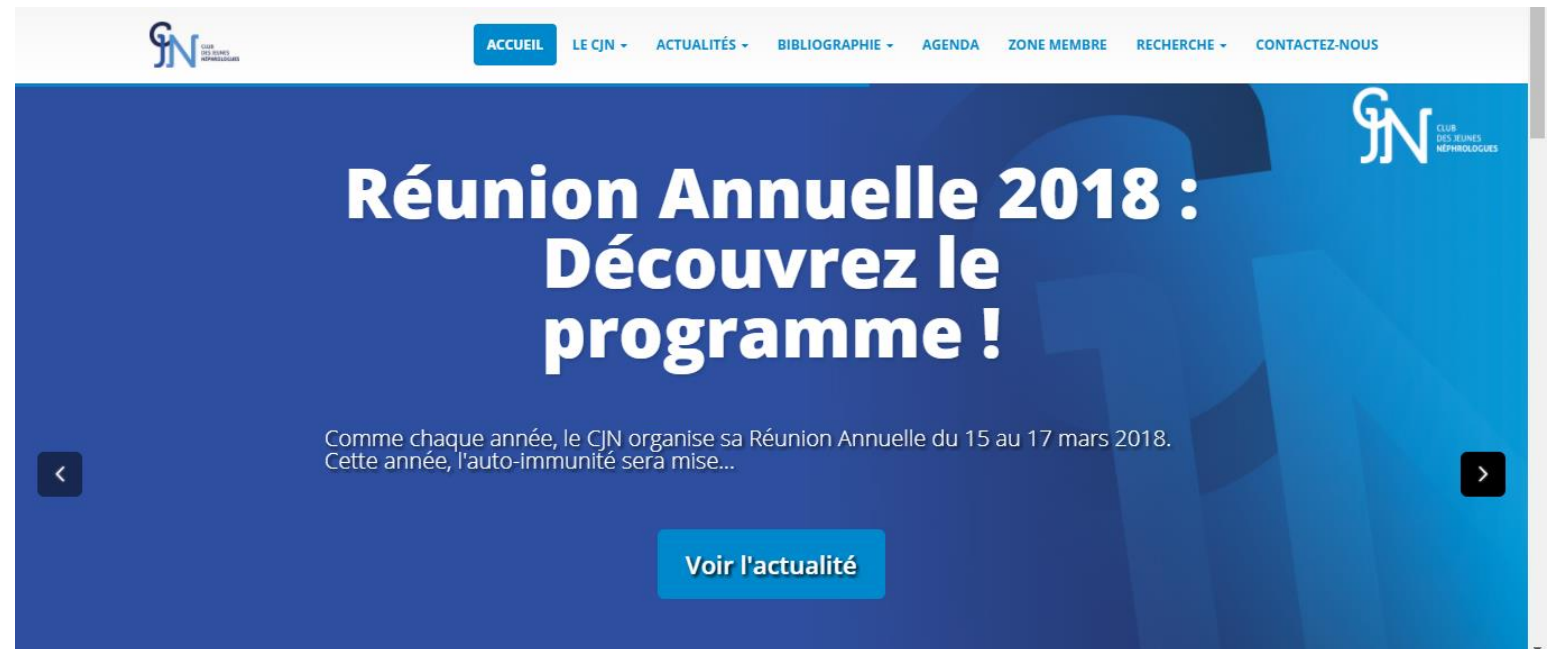 CJN CLUB
DES JEUNES
NÉPHROLOGUES
ACCUEIL LE CJN ACTUALITÉS BIBLIOGRAPHIE AGENDA ZONE MEMBRE RECHERCHE CONTACTEZ-NOUS
CJN CLUB
DES JEUNES
NÉPHROLOGUES
Réunion Annuelle 2018 :
Découvrez le
programme !
Comme chaque année, le CJN organise sa Réunion Annuelle du 15 au 17 mars 2018.
Cette année, l'auto-immunité sera mise...
Voir l'actualité